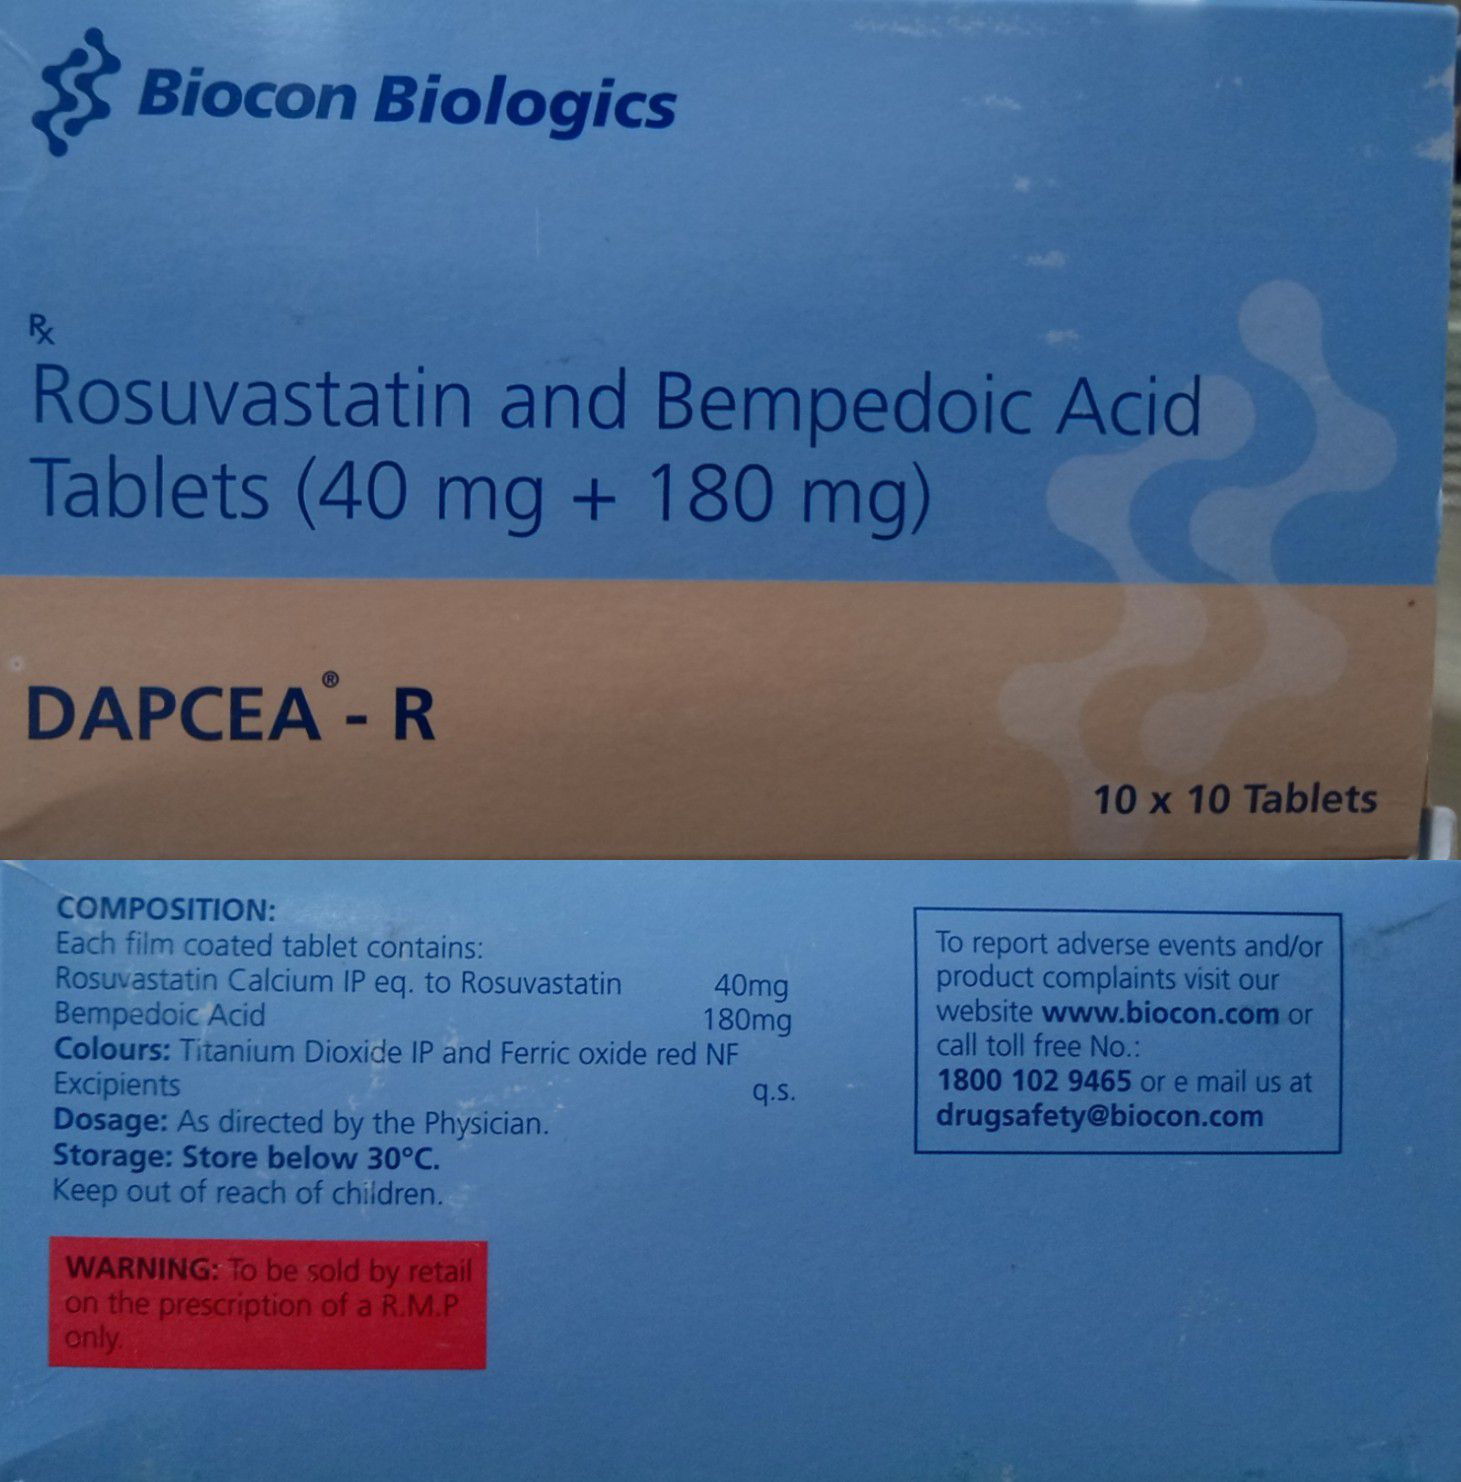 Biocon Biologics
Rx
Rosuvastatin and Bempedoic Acid
Tablets (40 mg + 180 mg)
DAPCEA® - R
10 x 10 Tablets
COMPOSITION:
Each film coated tablet contains:
Rosuvastatin Calcium IP eq. to Rosuvastatin 40mg
Bempedoic Acid 180mg
Colours: Titanium Dioxide IP and Ferric oxide red NF
Excipients q.s.
Dosage: As directed by the Physician.
Storage: Store below 30°C.
Keep out of reach of children.
WARNING: To be sold by retail
on the prescription of a R.M.P
only.
To report adverse events and/or
product complaints visit our
website www.biocon.com or
call toll free No.:
1800 102 9465 or e mail us at
drugsafety@biocon.com